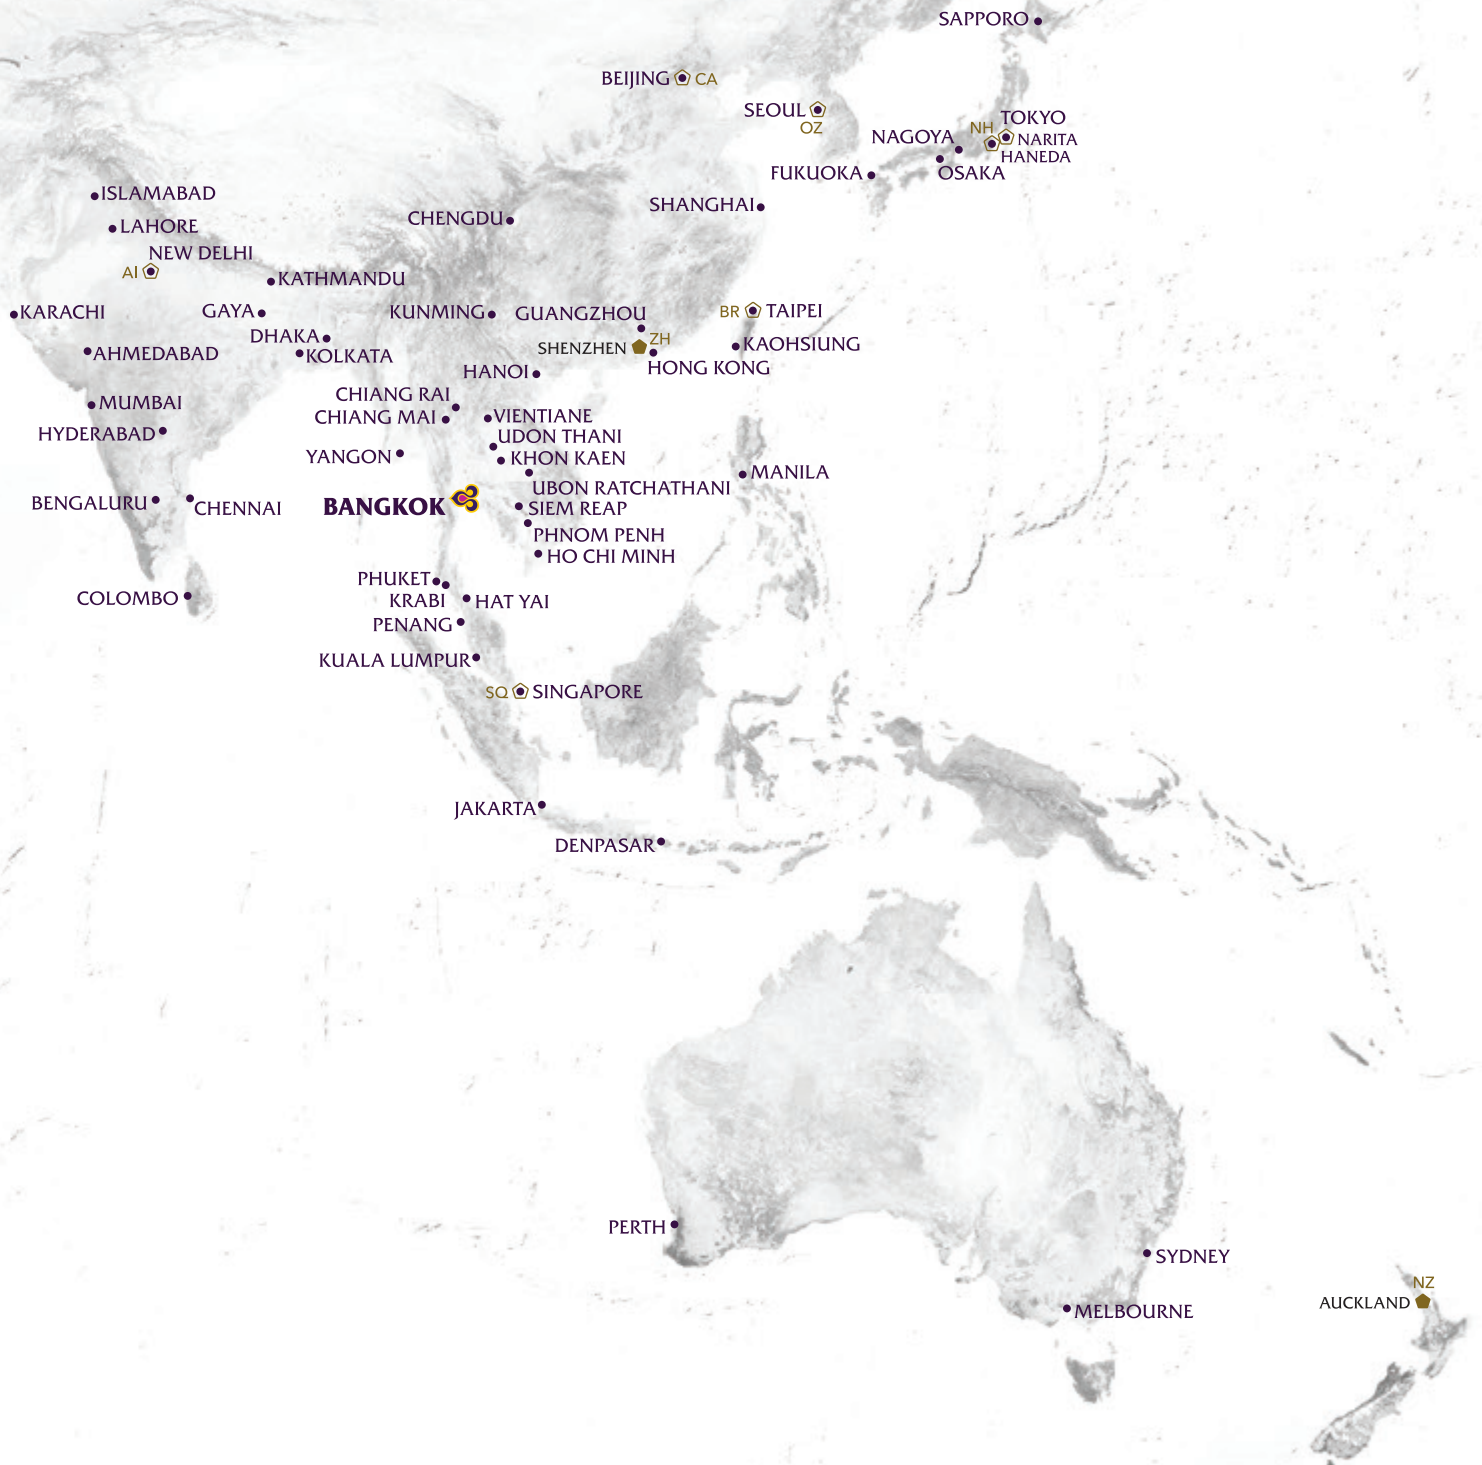 SAPPORO
BEIJING CA
SEOUL
OZ
TOKYO
NH
NARITA
NAGOYA
HANEDA
FUKUOKA
OSAKA
ISLAMABAD
SHANGHAI
CHENGDU
LAHORE
NEW DELHI
AI
KATHMANDU
KARACHI
GAYA
KUNMING
GUANGZHOU
BR TAIPEI
DHAKA
ZH
SHENZHEN
KAOHSIUNG
AHMEDABAD
KOLKATA
HONG KONG
HANOI
CHIANG RAI
MUMBAI
CHIANG MAI
VIENTIANE
HYDERABAD
UDON THANI
YANGON
KHON KAEN
MANILA
UBON RATCHATHANI
BENGALURU
CHENNAI
BANGKOK
SIEM REAP
PHNOM PENH
HO CHI MINH
PHUKET
COLOMBO
KRABI
HAT YAI
PENANG
KUALA LUMPUR
SQ SINGAPORE
JAKARTA
DENPASAR
PERTH
SYDNEY
NZ
AUCKLAND
MELBOURNE